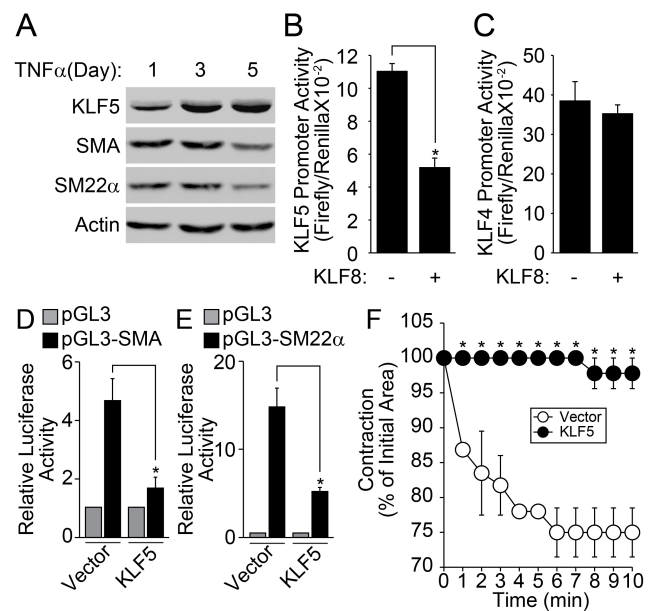 A
TNFα(Day): 1 3 5
KLF5
SMA
SM22α
Actin
B
KLF5 Promoter Activity
(Firefly/RenillaX10-2)
12
10
8
6
4
2
0
*
KLF8: - +
C
KLF4 Promoter Activity
(Firefly/RenillaX10-2)
50
40
30
20
10
0
KLF8: - +
D
pGL3
pGL3-SMA
Relative Luciferase
Activity
6
4
2
0
*
Vector KLF5
E
pGL3
pGL3-SM22α
Relative Luciferase
Activity
20
15
10
5
0
*
Vector KLF5
F
Contraction
(% of Initial Area)
105
100
95
90
85
80
75
70
* * * * * * * * * *
Vector
KLF5
0 1 2 3 4 5 6 7 8 9 10
Time (min)